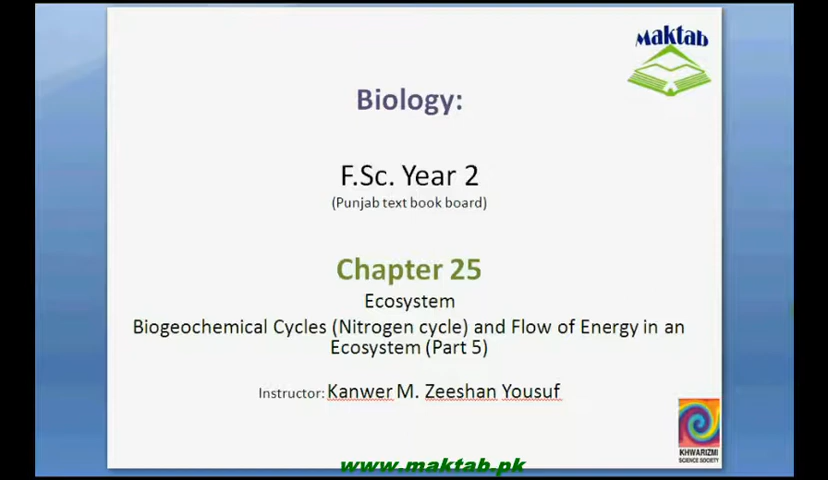 Maktab
Biology:
F.Sc. Year 2
(Punjab text book board)
Chapter 25
Ecosystem
Biogeochemical Cycles (Nitrogen cycle) and Flow of Energy in an
Ecosystem (Part 5)
Instructor: Kanwer M. Zeeshan Yousuf
KHWARIZMI
SCIENCE SOCIETY
www.maktab.pk